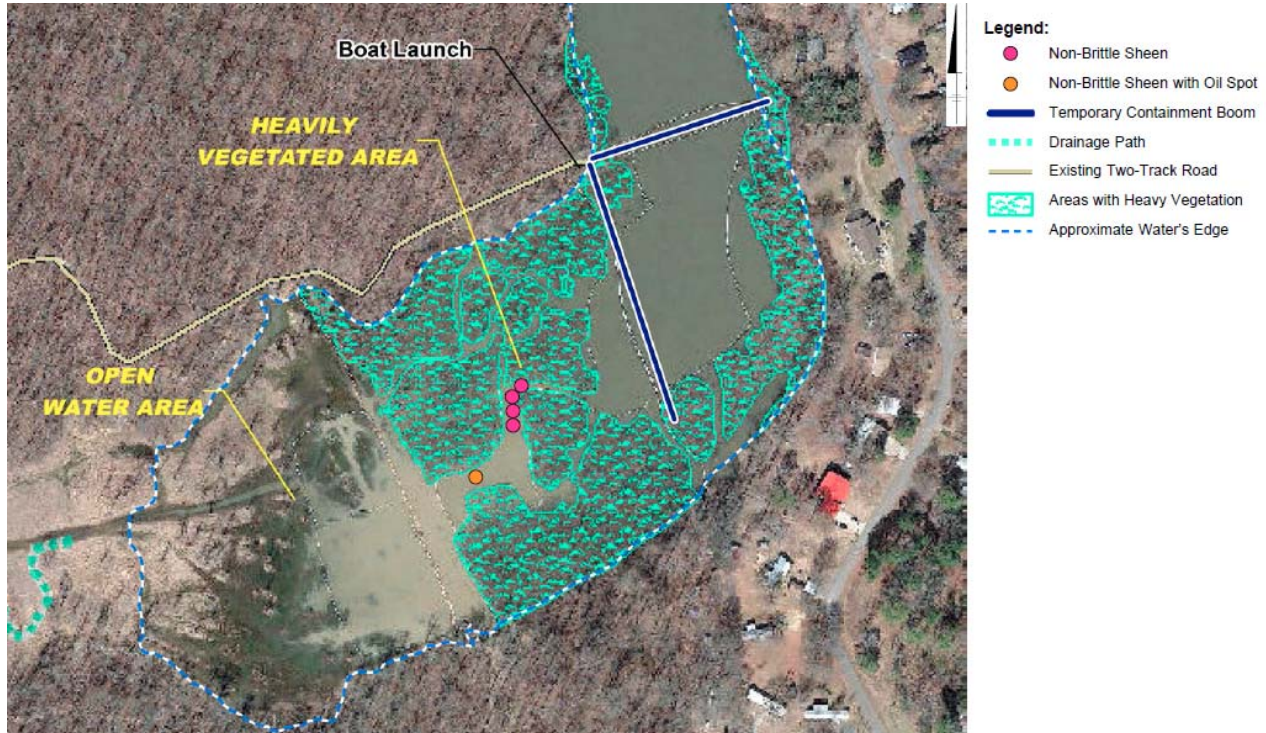 Boat Launch
HEAVILY
VEGETATED AREA
OPEN
WATER AREA
Legend:
Non-Brittle Sheen
Non-Brittle Sheen with Oil Spot
Temporary Containment Boom
Drainage Path
Existing Two-Track Road
Areas with Heavy Vegetation
Approximate Water's Edge